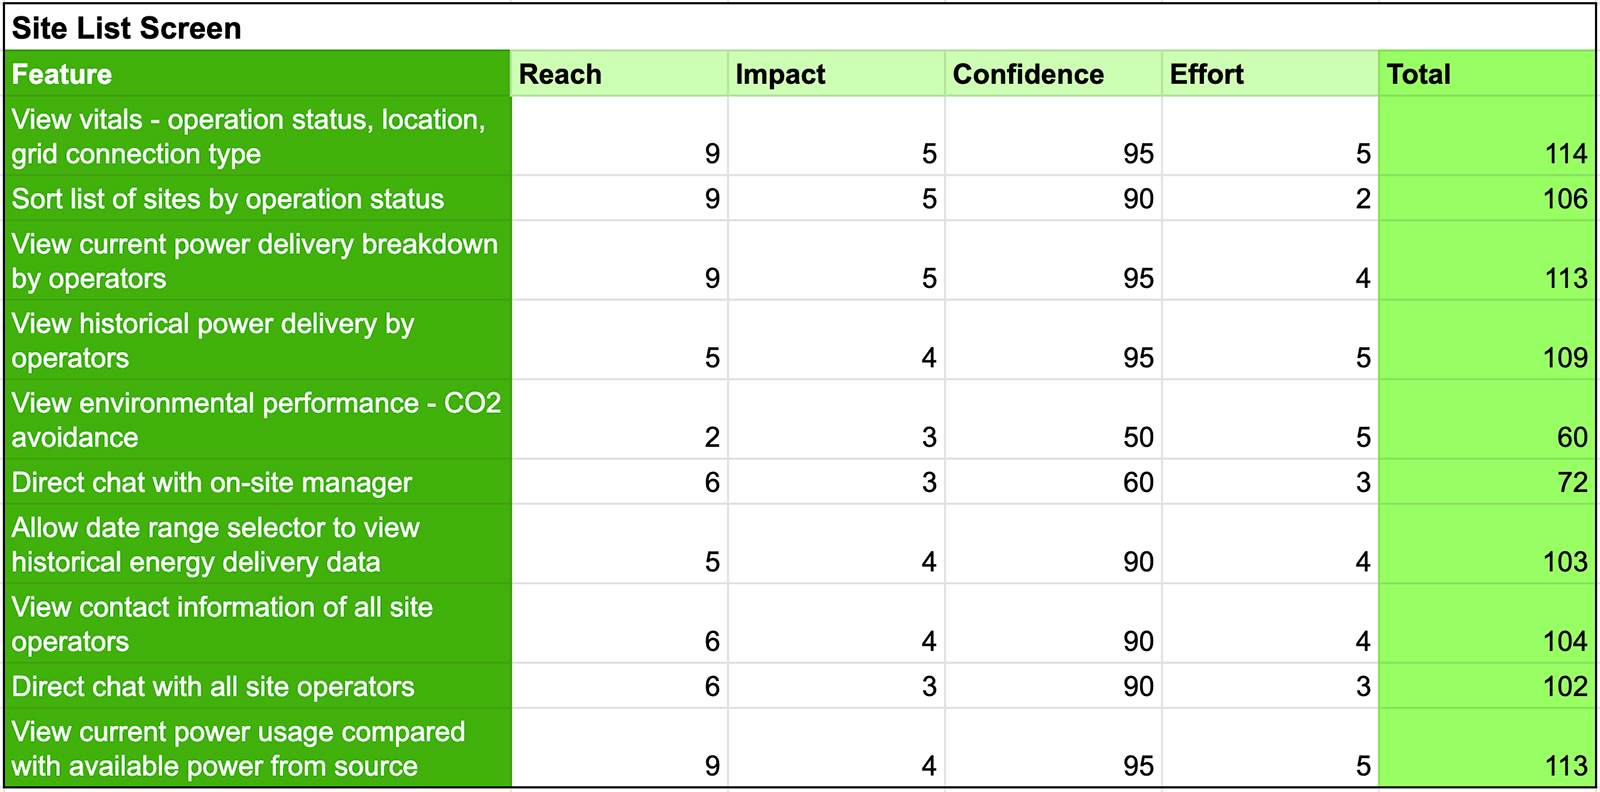 Site List Screen
Feature Reach Impact Confidence Effort Total
View vitals - operation status, location,
grid connection type 9 5 95 5 114
Sort list of sites by operation status 9 5 90 2 106
View current power delivery breakdown
by operators 9 5 95 4 113
View historical power delivery by
operators 5 4 95 5 109
View environmental performance - CO2
avoidance 2 3 50 5 60
Direct chat with on-site manager 6 3 60 3 72
Allow date range selector to view
historical energy delivery data 5 4 90 4 103
View contact information of all site
operators 6 4 90 4 104
Direct chat with all site operators 6 3 90 3 102
View current power usage compared
with available power from source 9 4 95 5 113